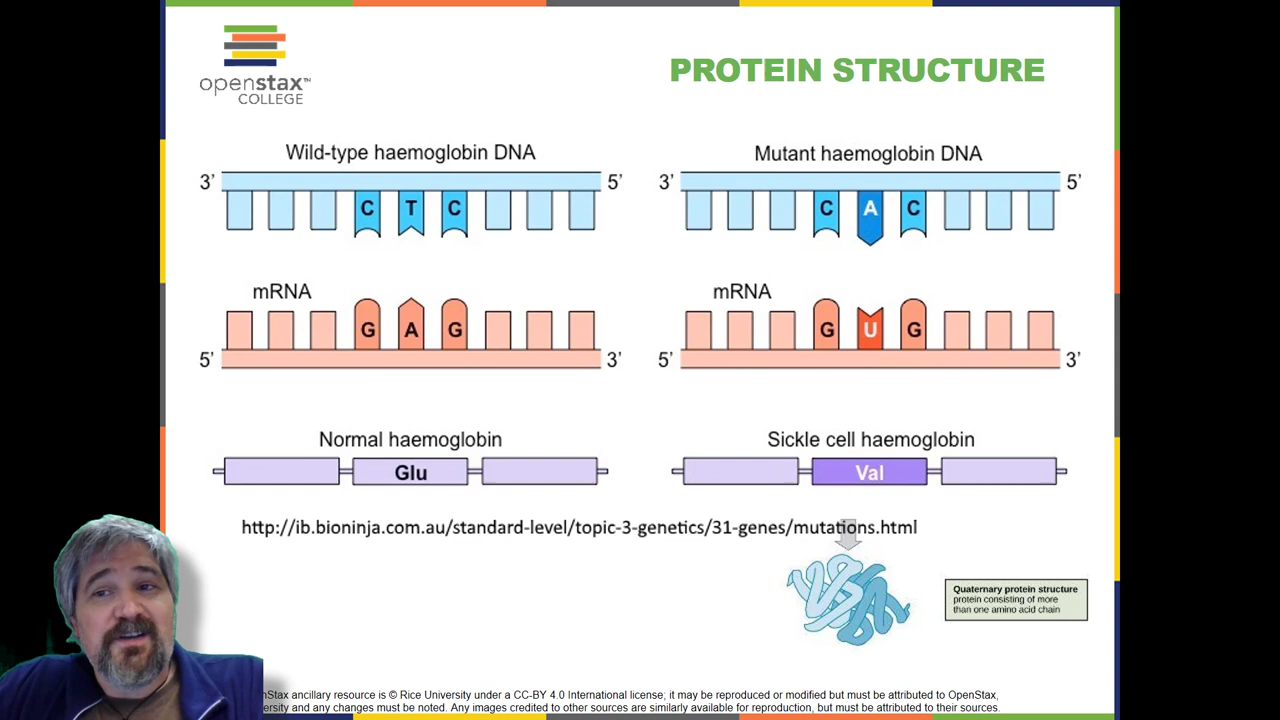 openstax™
COLLEGE
PROTEIN STRUCTURE
Wild-type haemoglobin DNA
3’ 5’
C T C
mRNA
G A G
5’ 3’
Normal haemoglobin
Glu
Mutant haemoglobin DNA
3’ 5’
C A C
mRNA
G U G
5’ 3’
Sickle cell haemoglobin
Val
http://ib.bioninja.com.au/standard-level/topic-3-genetics/31-genes/mutations.html
Quaternary protein structure
protein consisting of more
than one amino acid chain
ancillary resource is © Rice University under a CC-BY 4.0 International license; it may be reproduced or modified but must be attributed to OpenStax,
and any changes must be noted. Any images credited to other sources are similarly available for reproduction, but must be attributed to their sources.